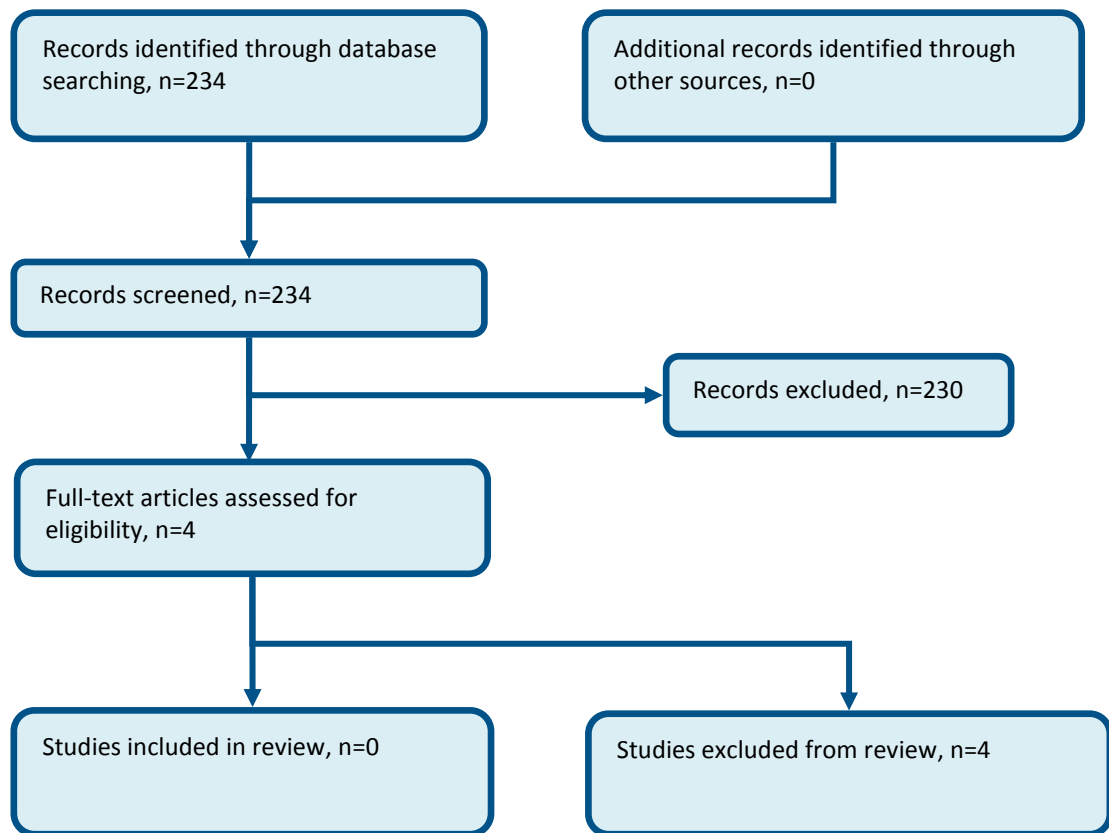 Records identified through database
searching, n=234
Additional records identified through
other sources, n=0
Records screened, n=234
Records excluded, n=230
Full-text articles assessed for
eligibility, n=4
Studies included in review, n=0
Studies excluded from review, n=4